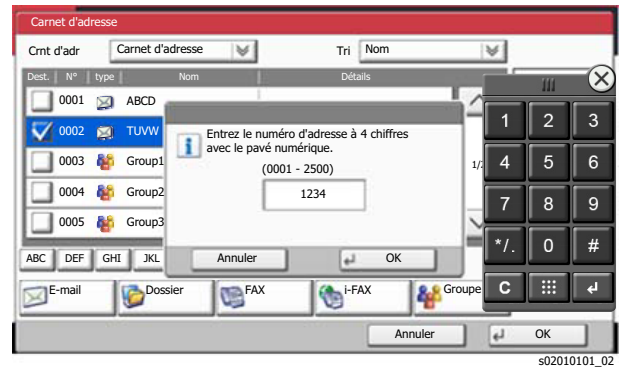 Carnet d'adresse
Crnt d'adr Carnet d'adresse Tri Nom
Dest. N° type Nom Détails
0001 ABCD
0002 TUVW
0003 Group1
0004 Group2
0005 Group3
1/
Entrez le numéro d'adresse à 4 chiffres
avec le pavé numérique.
(0001 - 2500)
1234
Annuler OK
ABC DEF GHI JKL
E-mail Dossier FAX i-FAX Groupe
Annuler OK
1 2 3
4 5 6
7 8 9
*/. 0 #
C
s02010101_02